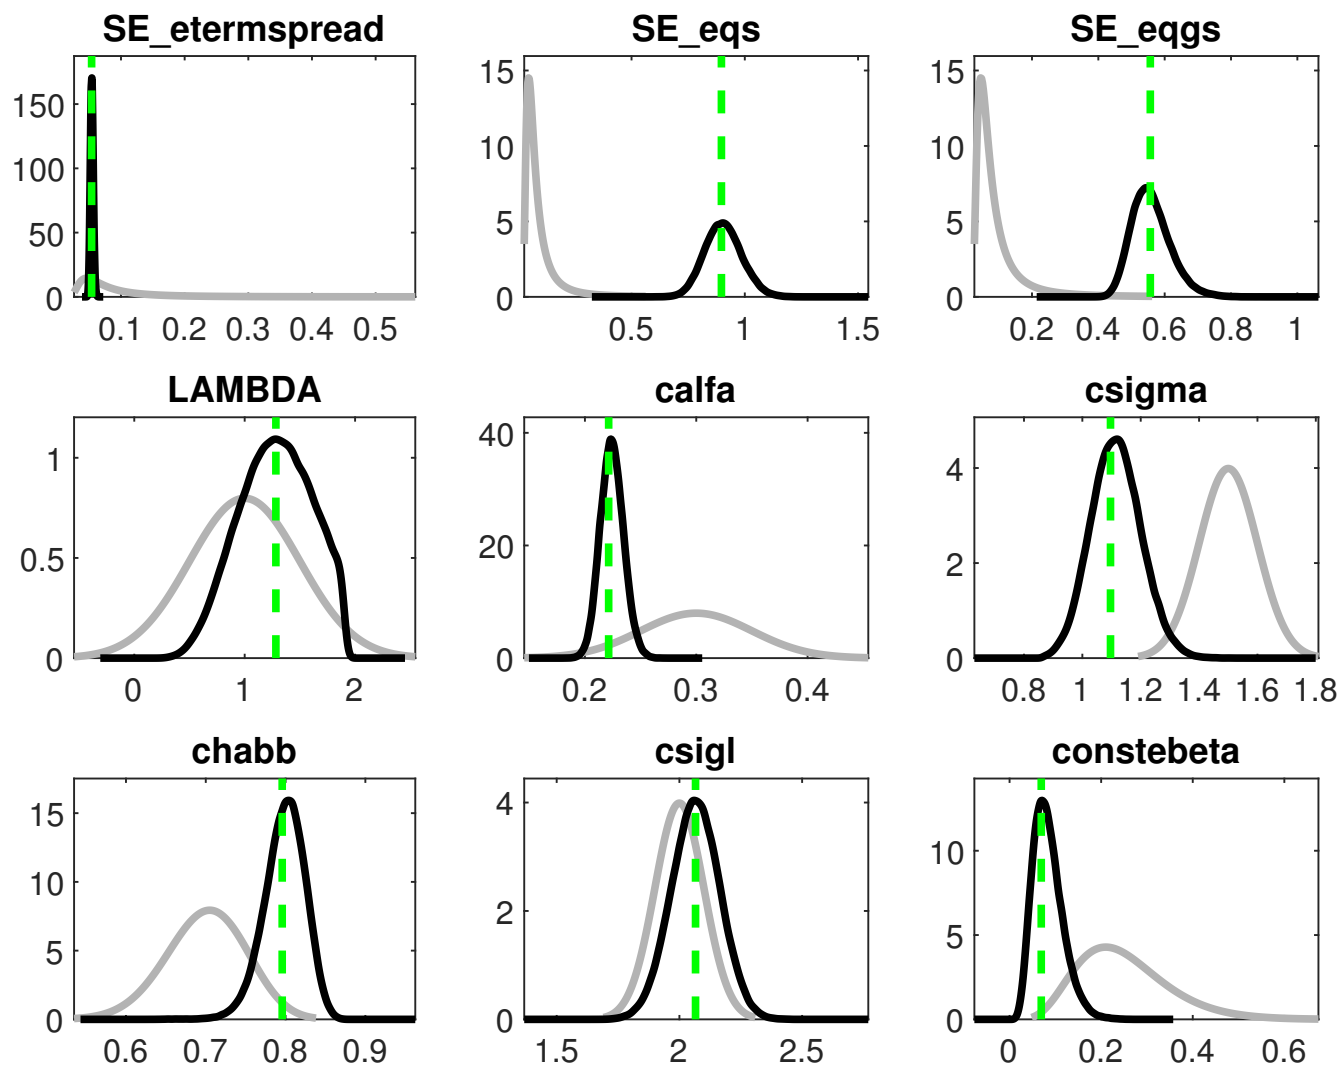 SE_etermspread SE_eqs SE_eqgs
150 15 15
100 10 10
50 5 5
0 0 0
0.1 0.2 0.3 0.4 0.5 0.5 1 1.5 0.2 0.4 0.6 0.8 1
LAMBDA calfa csigma
1 40 4
0.5 20 2
0 0 0
0 1 2 0.2 0.3 0.4 0.8 1 1.2 1.4 1.6 1.8
chabb csigl constebeta
15 4 10
10 2 5
5 0 0
0
0.6 0.7 0.8 0.9 1.5 2 2.5 0 0.2 0.4 0.6